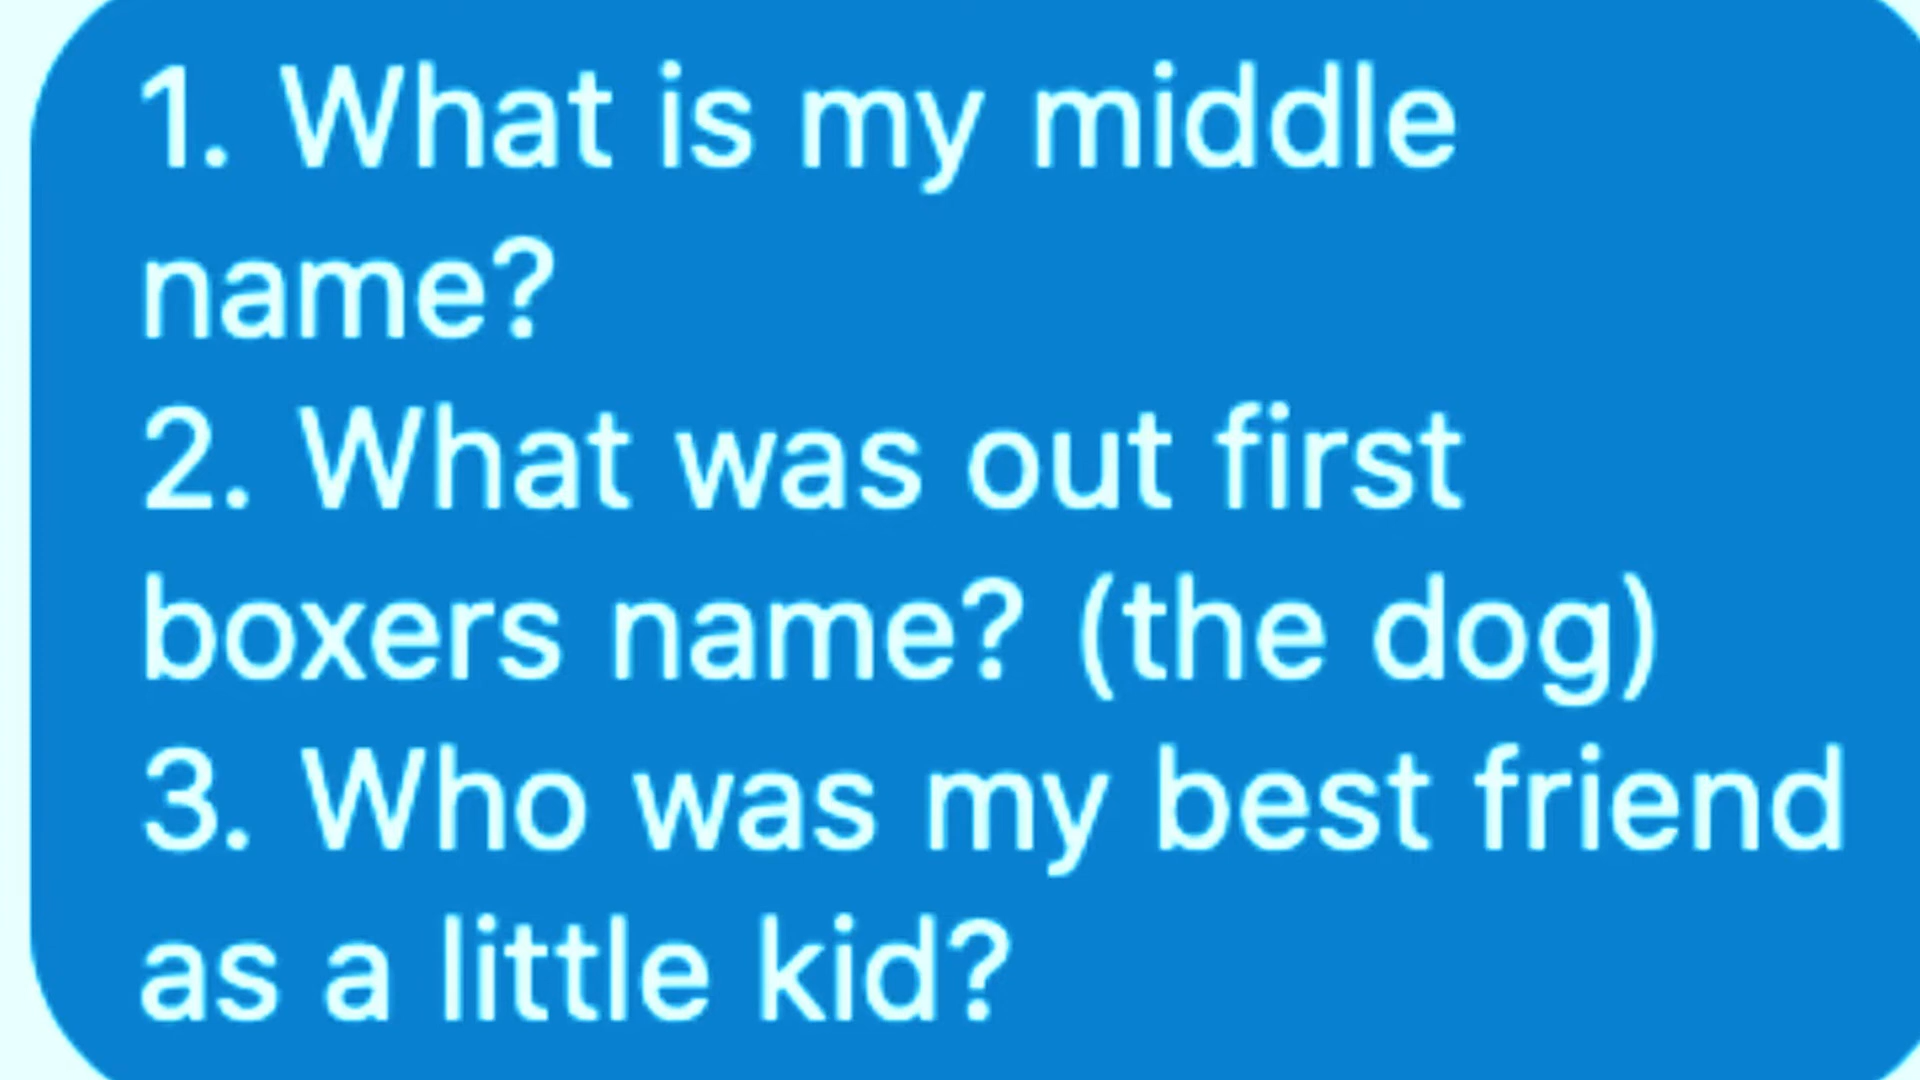 1. What is my middle
name?
2. What was out first
boxers name? (the dog)
3. Who was my best friend
as a little kid?